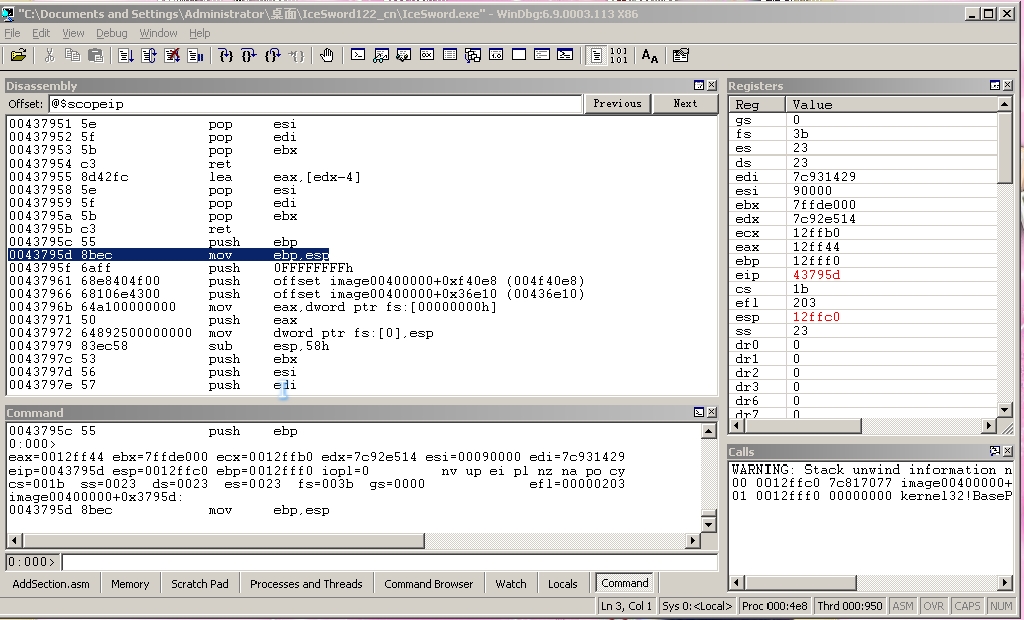 "C:\Documents and Settings\Administrator\桌面\IceSword122_cn\IceSword.exe" - WinDbg:6.9.0003.113 X86
File Edit View Debug Window Help
Disassembly
Offset: @$scopeip Previous Next
00437951 5e pop esi
00437952 5f pop edi
00437953 5b pop ebx
00437954 c3 ret
00437955 8d42fc lea eax,[edx-4]
00437958 5e pop esi
00437959 5f pop edi
0043795a 5b pop ebx
0043795b c3 ret
0043795c 55 push ebp
0043795d 8bec mov ebp,esp
0043795f 6aff push 0FFFFFFFFh
00437961 68e8404f00 push offset image00400000+0xf40e8 (004f40e8)
00437966 68106e4300 push offset image00400000+0x36e10 (00436e10)
0043796b 64a100000000 mov eax,dword ptr fs:[00000000h]
00437971 50 push eax
00437972 64892500000000 mov dword ptr fs:[0],esp
00437979 83ec58 sub esp,58h
0043797c 53 push ebx
0043797d 56 push esi
0043797e 57 push edi
Registers
Reg Value
gs 0
fs 3b
es 23
ds 23
edi 7c931429
esi 90000
ebx 7ffde000
edx 7c92e514
ecx 12ffb0
eax 12ff44
ebp 12fff0
eip 43795d
cs 1b
efl 203
esp 12ffc0
ss 23
dr0 0
dr1 0
dr2 0
dr3 0
dr6 0
dr7 0
Command
0043795c 55 push ebp
0:000>
eax=0012ff44 ebx=7ffde000 ecx=0012ffb0 edx=7c92e514 esi=00090000 edi=7c931429
eip=0043795d esp=0012ffc0 ebp=0012fff0 iopl=0 nv up ei pl nz na po cy
cs=001b ss=0023 ds=0023 es=0023 fs=003b gs=0000 efl=00000203
image00400000+0x3795d:
0043795d 8bec mov ebp,esp
0:000>
Calls
WARNING: Stack unwind information n
00 0012ffc0 7c817077 image00400000+
01 0012fff0 00000000 kernel32!BaseP
AddSection.asm Memory Scratch Pad Processes and Threads Command Browser Watch Locals Command
Ln 3, Col 1 Sys 0:<Local> Proc 000:4e8 Thrd 000:950 ASM OVR CAPS NUM